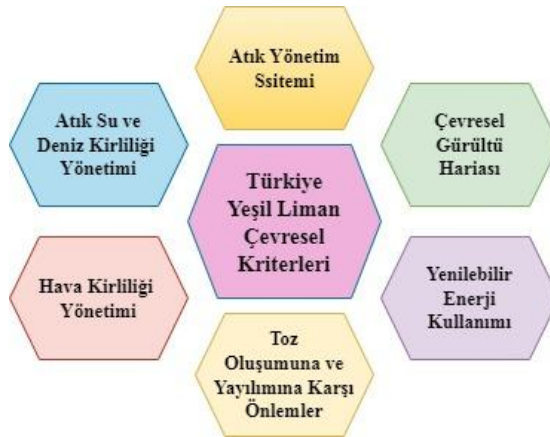 Atık Yönetim
Ssitemi
Atık Su ve
Deniz Kirliliği
Yönetimi
Çevresel
Gürültü
Hariası
Türkiye
Yeşil Liman
Çevresel
Kriterleri
Hava Kirliliği
Yönetimi
Yenilebilir
Enerji
Kullanımı
Toz
Oluşumuna ve
Yayılımına Karşı
Önlemler